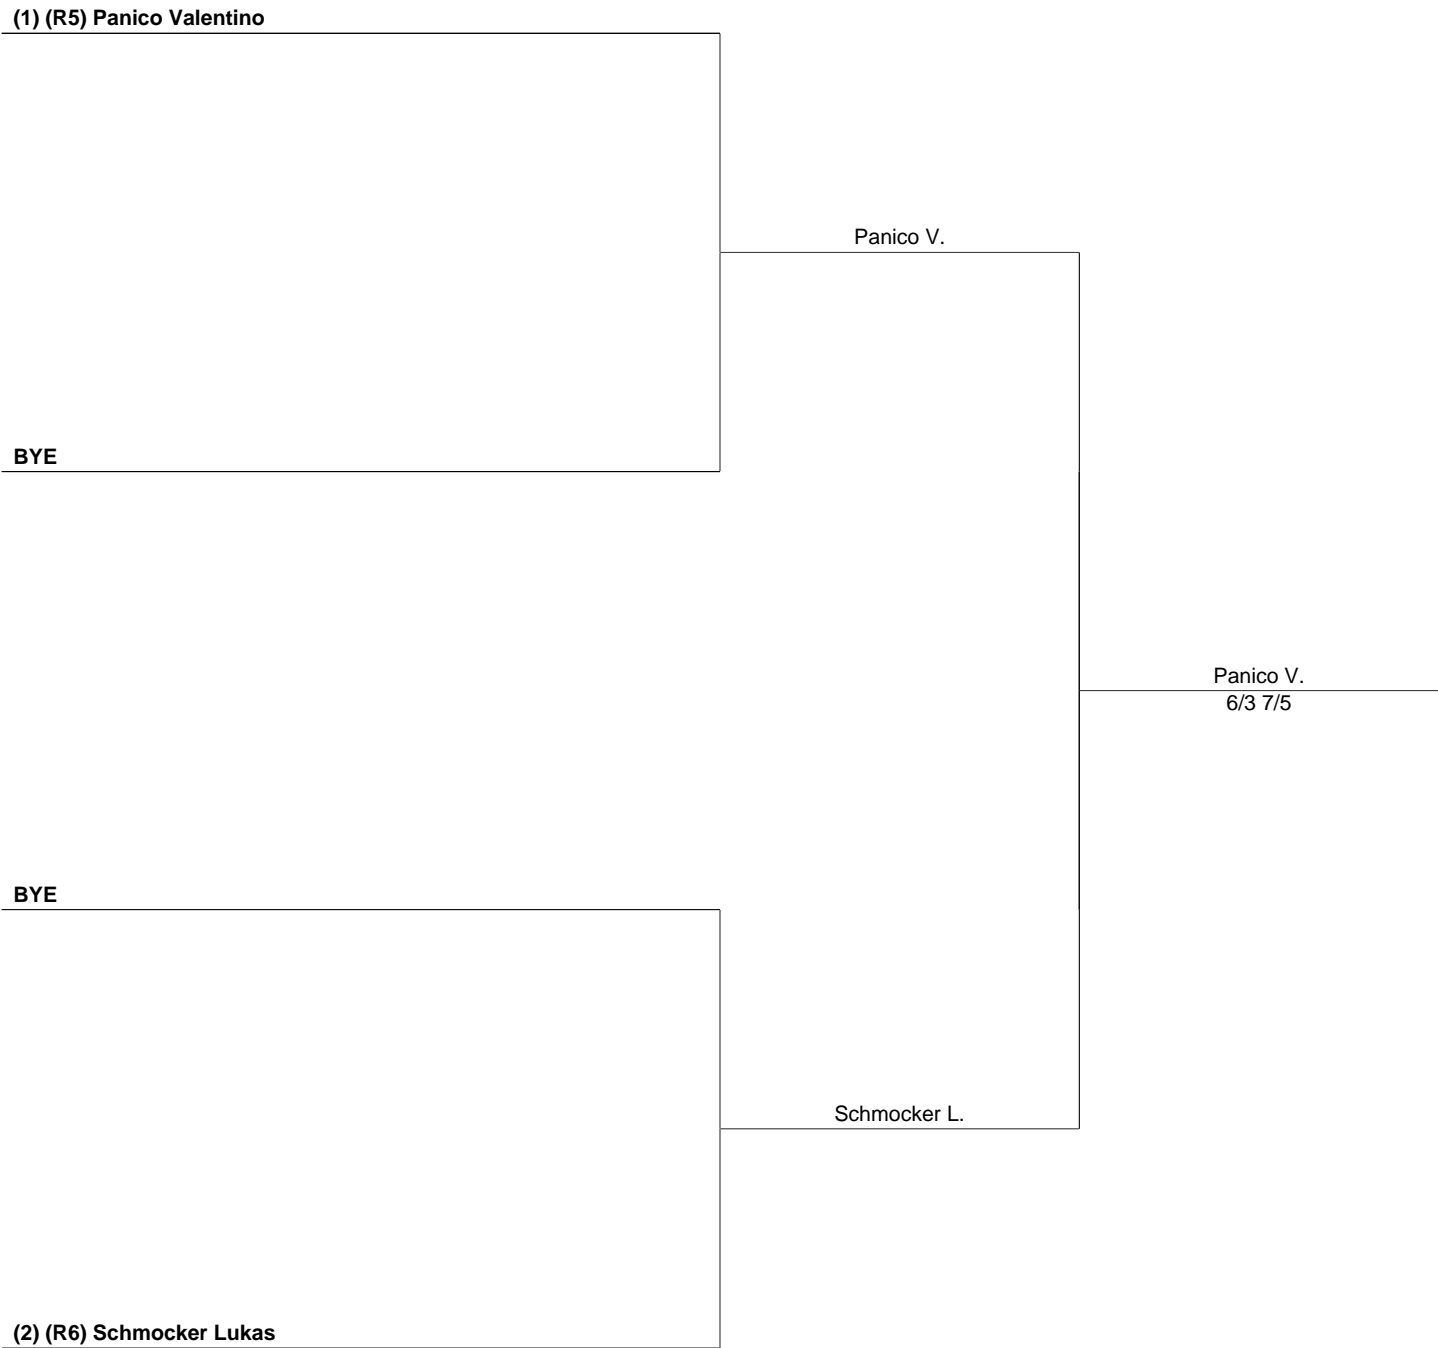 (1) (R5) Panico Valentino
Panico V.
BYE
Panico V.
6/3 7/5
BYE
Schmocker L.
(2) (R6) Schmocker Lukas